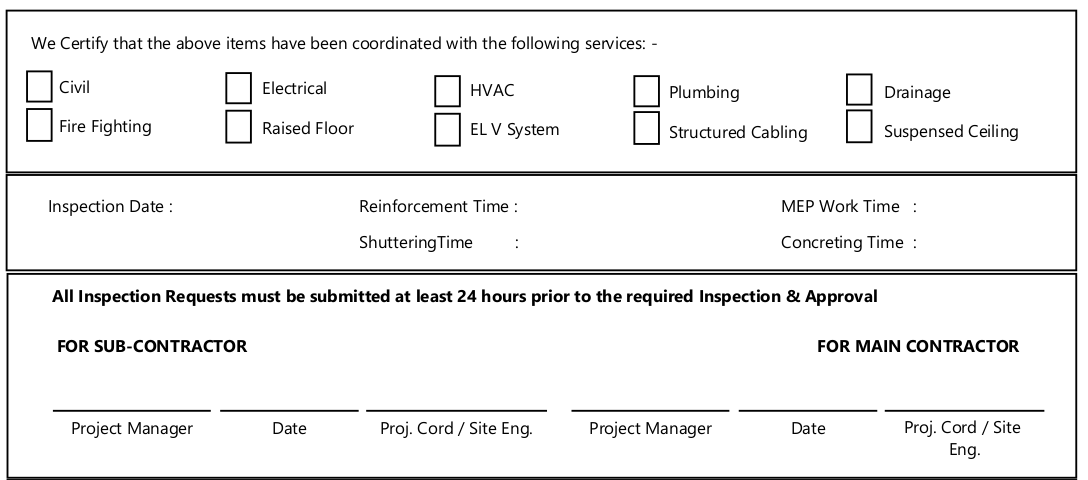 We Certify that the above items have been coordinated with the following services: -
Civil Electrical HVAC Plumbing Drainage
Fire Fighting Raised Floor EL V System Structured Cabling Suspensed Ceiling
Inspection Date : Reinforcement Time : MEP Work Time :
ShutteringTime : Concreting Time :
All Inspection Requests must be submitted at least 24 hours prior to the required Inspection & Approval
FOR SUB-CONTRACTOR FOR MAIN CONTRACTOR
Project Manager Date Proj. Cord / Site Eng. Project Manager Date Proj. Cord / Site
Eng.